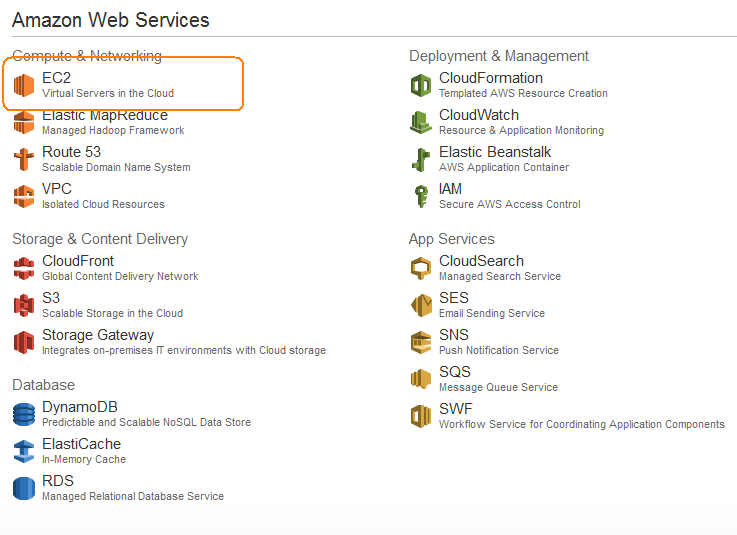 Amazon Web Services
Compute & Networking
EC2
Virtual Servers in the Cloud
Elastic MapReduce
Managed Hadoop Framework
Route 53
Scalable Domain Name System
VPC
Isolated Cloud Resources
Storage & Content Delivery
CloudFront
Global Content Delivery Network
S3
Scalable Storage in the Cloud
Storage Gateway
Integrates on-premises IT environments with Cloud storage
Database
DynamoDB
Predictable and Scalable NoSQL Data Store
ElastiCache
In-Memory Cache
RDS
Managed Relational Database Service
Deployment & Management
CloudFormation
Templated AWS Resource Creation
CloudWatch
Resource & Application Monitoring
Elastic Beanstalk
AWS Application Container
IAM
Secure AWS Access Control
App Services
CloudSearch
Managed Search Service
SES
Email Sending Service
SNS
Push Notification Service
SQS
Message Queue Service
SWF
Workflow Service for Coordinating Application Components